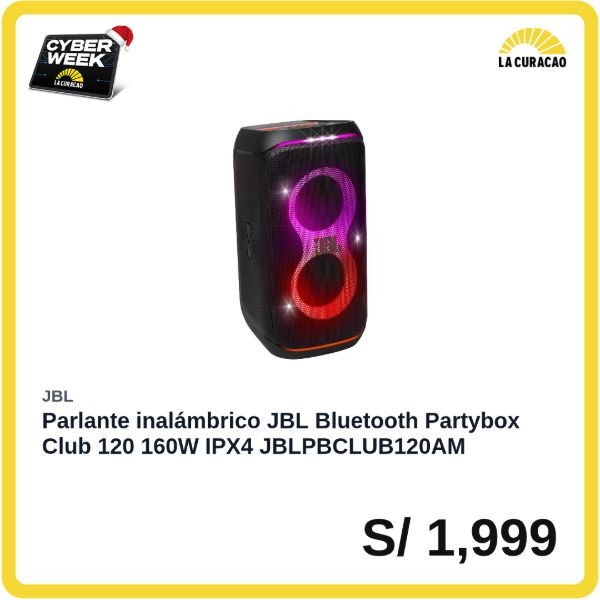 CYBER
WEEK
LA CURACAO
LA CURACAO
JBL
JBL
Parlante inalámbrico JBL Bluetooth Partybox
Club 120 160W IPX4 JBLPBCLUB120AM
S/ 1,999